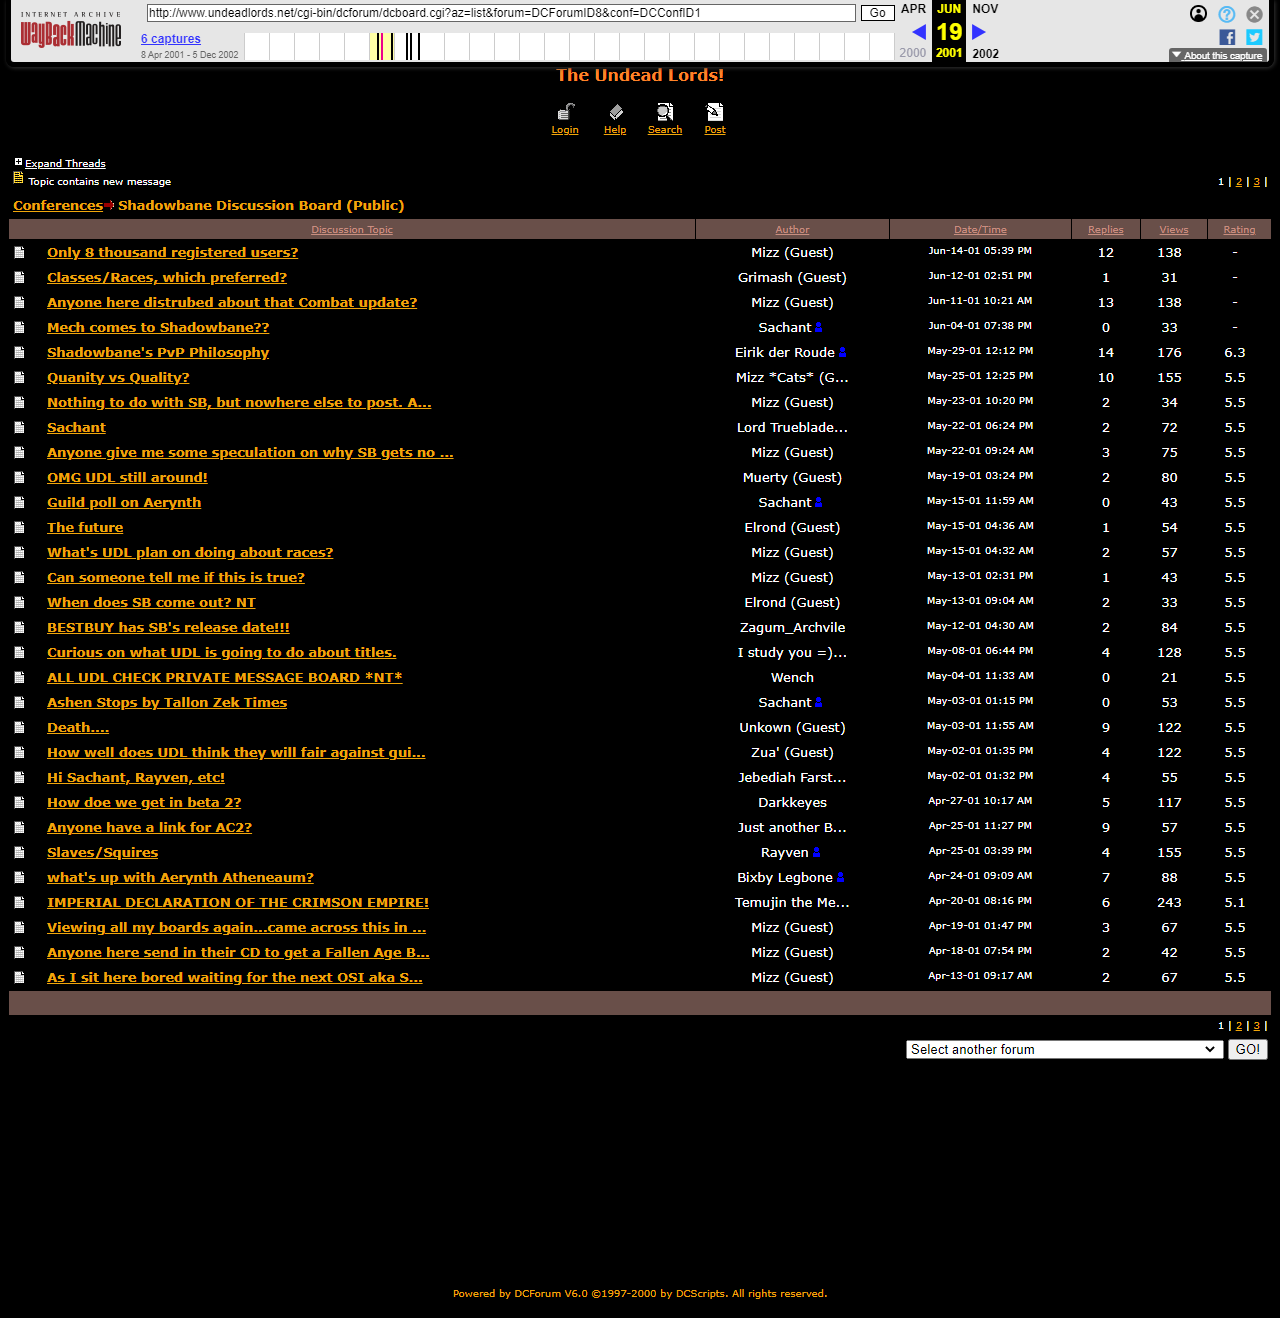 INTERNET ARCHIVE
WayBackMachine
http://www.undeadlords.net/cgi-bin/dcforum/dcboard.cgi?az=list&forum=DCForumID8&conf=DCConfID1
Go
APR JUN NOV
6 captures
19
8 Apr 2001 - 5 Dec 2002
2000 2001 2002
About this capture
The Undead Lords!
Login Help Search Post
Expand Threads
Topic contains new message 1 | 2 | 3 |
Conferences Shadowbane Discussion Board (Public)
Discussion Topic Author Date/Time Replies Views Rating
Only 8 thousand registered users? Mizz (Guest) Jun-14-01 05:39 PM 12 138 -
Classes/Races, which preferred? Grimash (Guest) Jun-12-01 02:51 PM 1 31 -
Anyone here distrubed about that Combat update? Mizz (Guest) Jun-11-01 10:21 AM 13 138 -
Mech comes to Shadowbane?? Sachant Jun-04-01 07:38 PM 0 33 -
Shadowbane's PvP Philosophy Eirik der Roude May-29-01 12:12 PM 14 176 6.3
Quanity vs Quality? Mizz *Cats* (G... May-25-01 12:25 PM 10 155 5.5
Nothing to do with SB, but nowhere else to post. A... Mizz (Guest) May-23-01 10:20 PM 2 34 5.5
Sachant Lord Trueblade... May-22-01 06:24 PM 2 72 5.5
Anyone give me some speculation on why SB gets no ... Mizz (Guest) May-22-01 09:24 AM 3 75 5.5
OMG UDL still around! Muerty (Guest) May-19-01 03:24 PM 2 80 5.5
Guild poll on Aerynth Sachant May-15-01 11:59 AM 0 43 5.5
The future Elrond (Guest) May-15-01 04:36 AM 1 54 5.5
What's UDL plan on doing about races? Mizz (Guest) May-15-01 04:32 AM 2 57 5.5
Can someone tell me if this is true? Mizz (Guest) May-13-01 02:31 PM 1 43 5.5
When does SB come out? NT Elrond (Guest) May-13-01 09:04 AM 2 33 5.5
BESTBUY has SB's release date!!! Zagum_Archvile May-12-01 04:30 AM 2 84 5.5
Curious on what UDL is going to do about titles. I study you =)... May-08-01 06:44 PM 4 128 5.5
ALL UDL CHECK PRIVATE MESSAGE BOARD *NT* Wench May-04-01 11:33 AM 0 21 5.5
Ashen Stops by Tallon Zek Times Sachant May-03-01 01:15 PM 0 53 5.5
Death.... Unkown (Guest) May-03-01 11:55 AM 9 122 5.5
How well does UDL think they will fair against gui... Zua' (Guest) May-02-01 01:35 PM 4 122 5.5
Hi Sachant, Rayven, etc! Jebediah Farst... May-02-01 01:32 PM 4 55 5.5
How doe we get in beta 2? Darkkeyes Apr-27-01 10:17 AM 5 117 5.5
Anyone have a link for AC2? Just another B... Apr-25-01 11:27 PM 9 57 5.5
Slaves/Squires Rayven Apr-25-01 03:39 PM 4 155 5.5
what's up with Aerynth Atheneaum? Bixby Legbone Apr-24-01 09:09 AM 7 88 5.5
IMPERIAL DECLARATION OF THE CRIMSON EMPIRE! Temujin the Me... Apr-20-01 08:16 PM 6 243 5.1
Viewing all my boards again...came across this in ... Mizz (Guest) Apr-19-01 01:47 PM 3 67 5.5
Anyone here send in their CD to get a Fallen Age B... Mizz (Guest) Apr-18-01 07:54 PM 2 42 5.5
As I sit here bored waiting for the next OSI aka S... Mizz (Guest) Apr-13-01 09:17 AM 2 67 5.5
1 | 2 | 3 |
Select another forum GO!
Powered by DCForum V6.0 ©1997-2000 by DCScripts. All rights reserved.